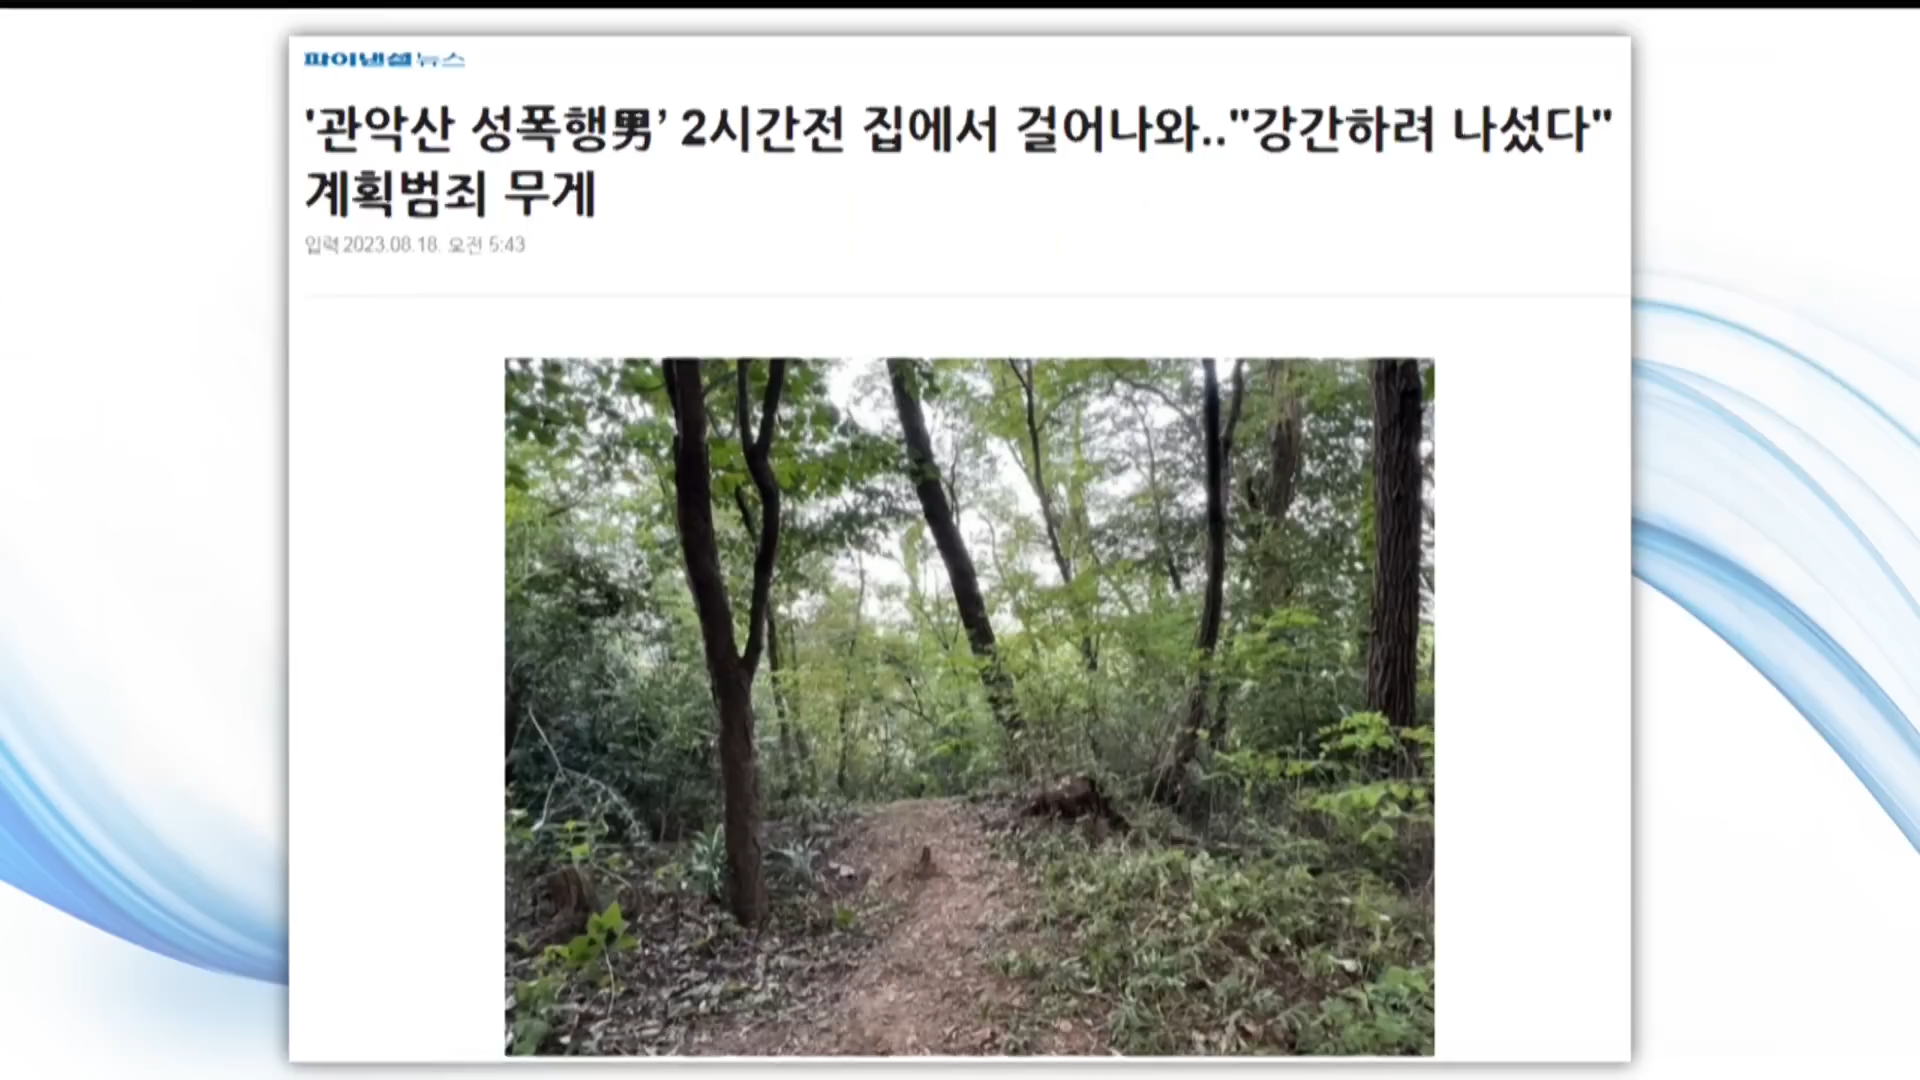 파이낸셜뉴스
'관악산 성폭행男’ 2시간전 집에서 걸어나와.."강간하려 나섰다"
계획범죄 무게
입력 2023.08.18. 오전 5:43